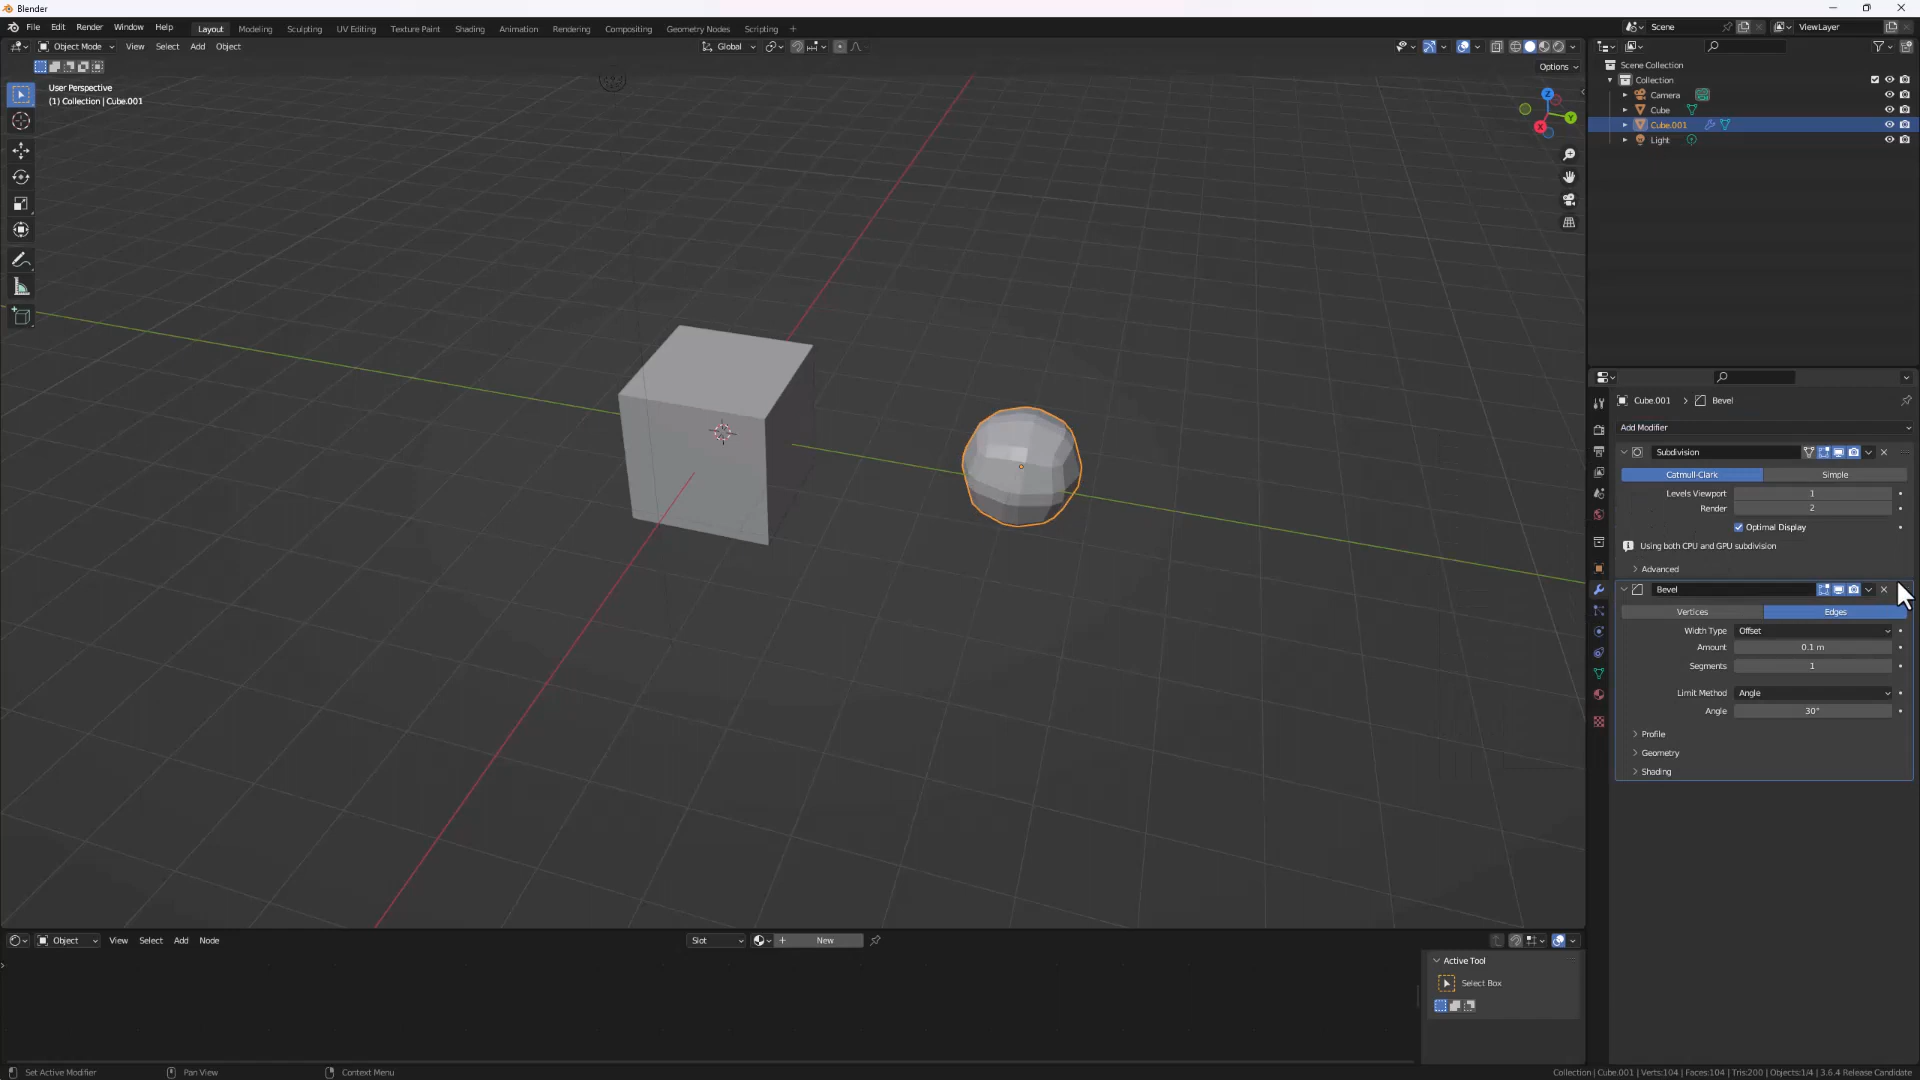 Blender
File Edit Render Window Help Layout Modeling Sculpting UV Editing Texture Paint Shading Animation Rendering Compositing Geometry Nodes Scripting + Scene ViewLayer
Object Mode View Select Add Object Global
Options
User Perspective
(1) Collection | Cube.001
Z
Y
X
Scene Collection
Collection
Camera
Cube
Cube.001
Light
Cube.001 > Bevel
Add Modifier
Subdivision
Catmull-Clark Simple
Levels Viewport 1
Render 2
Optimal Display
Using both CPU and GPU subdivision
Advanced
Bevel
Vertices Edges
Width Type Offset
Amount 0.1 m
Segments 1
Limit Method Angle
Angle 30°
Profile
Geometry
Shading
Object View Select Add Node Slot + New
Active Tool
Select Box
Set Active Modifier Pan View Context Menu
Collection | Cube.001 | Verts:104 | Faces:104 | Tris:200 | Objects:1/4 | 3.6.4 Release Candidate